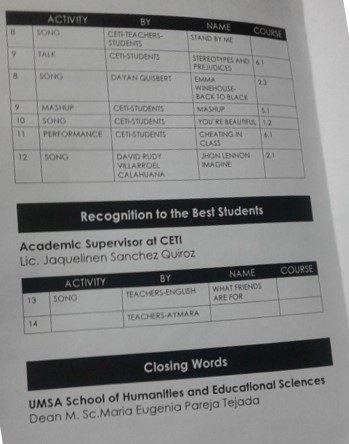 ACTIVITY BY NAME COURSE
8 SONG CETI-TEACHERS-STUDENTS STAND BY ME
9 TALK CETI-STUDENTS STEREOTYPES AND PREJUDICES 6.1
8 SONG DAYAN QUISBERT EMMA WINEHOUSE-BACK TO BLACK 2.3
9 MASHUP CETI-STUDENTS MASHUP 5.1
10 SONG CETI-STUDENTS YOU'RE BEAUTIFUL 1.2
11 PERFORMANCE CETI-STUDENTS CHEATING IN CLASS 6.1
12 SONG DAVID RUDY VILLARROEL CALAHUANA JHON LENNON IMAGINE 2.1
Recognition to the Best Students
Academic Supervisor at CETI
Lic. Jaquelinen Sanchez Quiroz
ACTIVITY BY NAME COURSE
13 SONG TEACHERS-ENGLISH WHAT FRIENDS ARE FOR
14 TEACHERS-AYMARA
Closing Words
UMSA School of Humanities and Educational Sciences
Dean M. Sc.Maria Eugenia Pareja Tejada